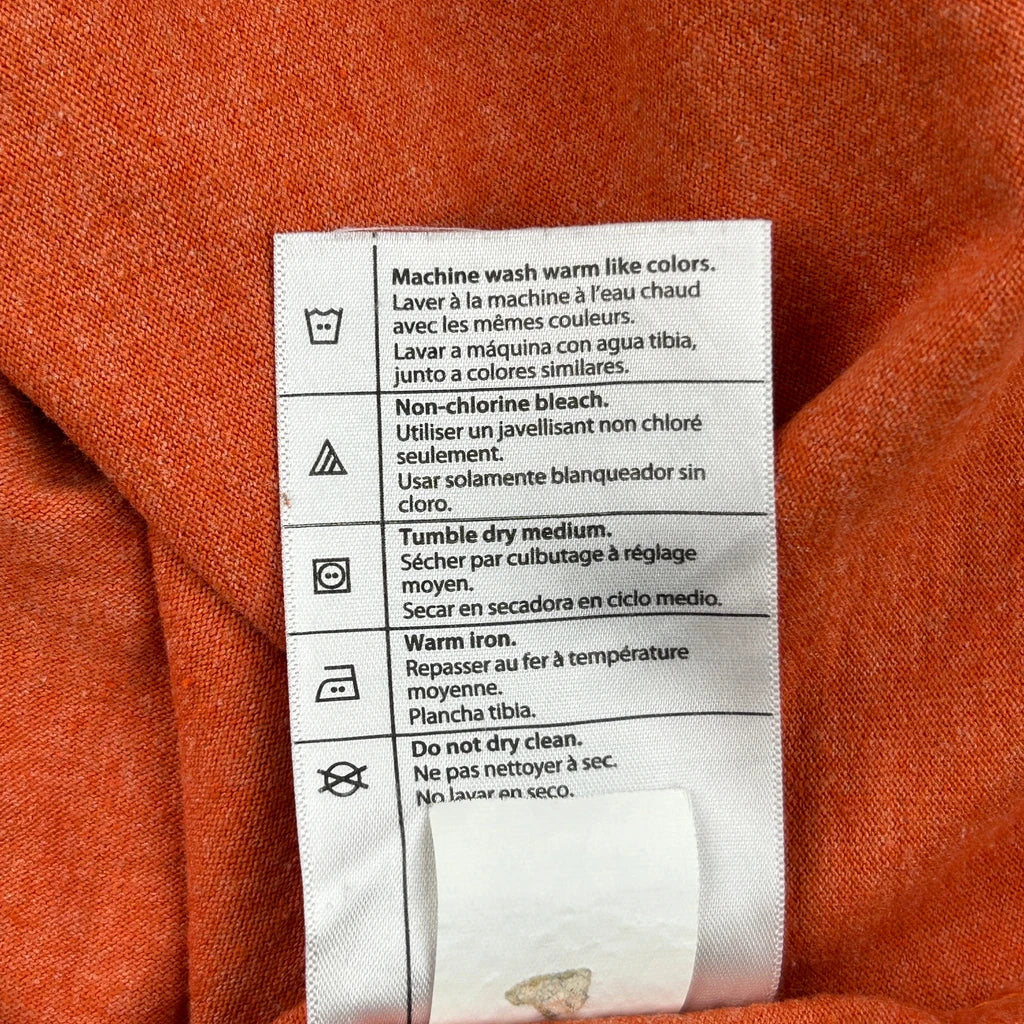 Machine wash warm like colors.
Laver à la machine à l'eau chaud
avec les mêmes couleurs.
Lavar a máquina con agua tibia,
junto a colores similares.
Non-chlorine bleach.
Utiliser un javellisant non chloré
seulement.
Usar solamente blanqueador sin
cloro.
Tumble dry medium.
Sécher par culbutage à réglage
moyen.
Secar en secadora en ciclo medio.
Warm iron.
Repasser au fer à température
moyenne.
Plancha tibia.
Do not dry clean.
Ne pas nettoyer à sec.
No lavar en seco.